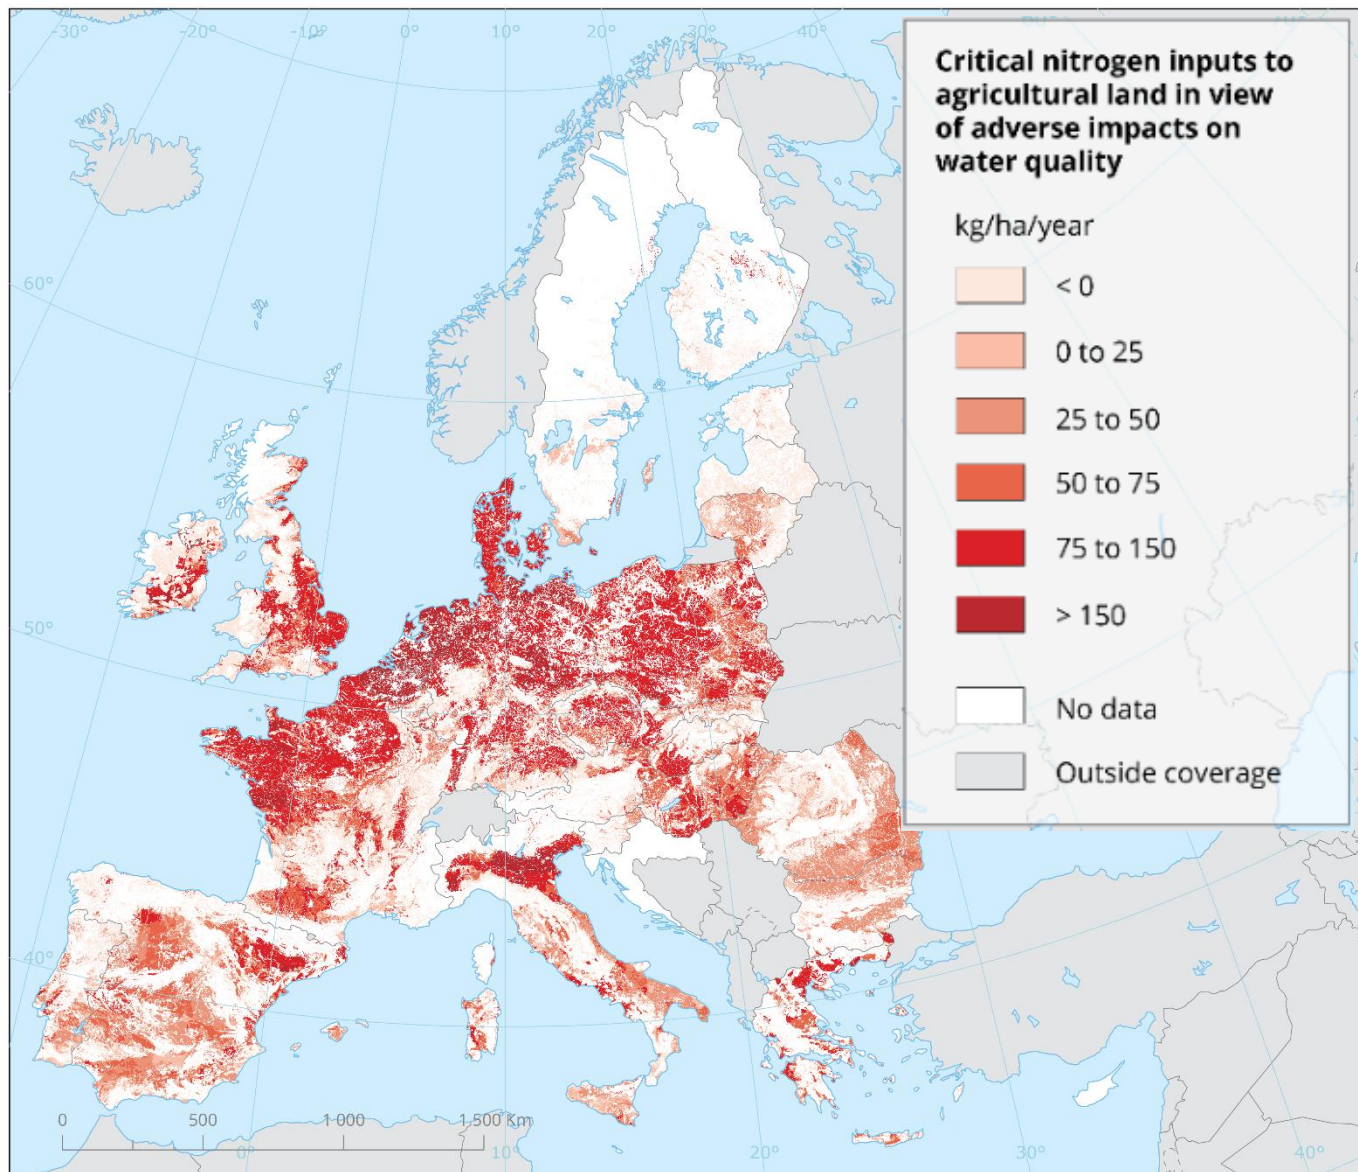 -30°
-20°
-10°
0°
10°
20°
30°
40°
60°
50°
40°
40°
Critical nitrogen inputs to
agricultural land in view
of adverse impacts on
water quality
kg/ha/year
< 0
0 to 25
25 to 50
50 to 75
75 to 150
> 150
No data
Outside coverage
0 500 1 000 1 500 Km
0°
10°
20°
30°
40°